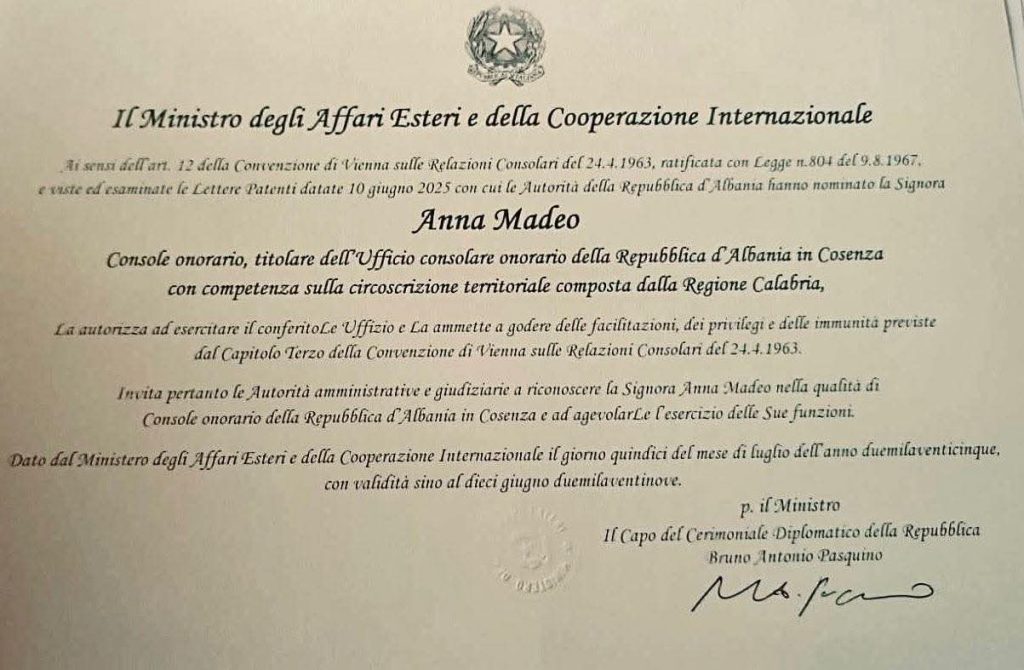 Il Ministro degli Affari Esteri e della Cooperazione Internazionale
Ai sensi dell'art. 12 della Convenzione di Vienna sulle Relazioni Consolari del 24.4.1963, ratificata con Legge n.804 del 9.8.1967,
e viste ed esaminate le Lettere Patenti datate 10 giugno 2025 con cui le Autorità della Repubblica d'Albania hanno nominato la Signora
Anna Madeo
Console onorario, titolare dell'Ufficio consolare onorario della Repubblica d'Albania in Cosenza
con competenza sulla circoscrizione territoriale composta dalla Regione Calabria,
La autorizza ad esercitare il conferitoLe Uffizio e La ammette a godere delle facilitazioni, dei privilegi e delle immunità previste
dal Capitolo Terzo della Convenzione di Vienna sulle Relazioni Consolari del 24.4.1963.
Invita pertanto le Autorità amministrative e giudiziarie a riconoscere la Signora Anna Madeo nella qualità di
Console onorario della Repubblica d'Albania in Cosenza e ad agevolarLe l'esercizio delle Sue funzioni.
Dato dal Ministero degli Affari Esteri e della Cooperazione Internazionale il giorno quindici del mese di luglio dell'anno duemilaventicinque,
con validità sino al dieci giugno duemilaventinove.
p. il Ministro
Il Capo del Cerimoniale Diplomatico della Repubblica
Bruno Antonio Pasquino